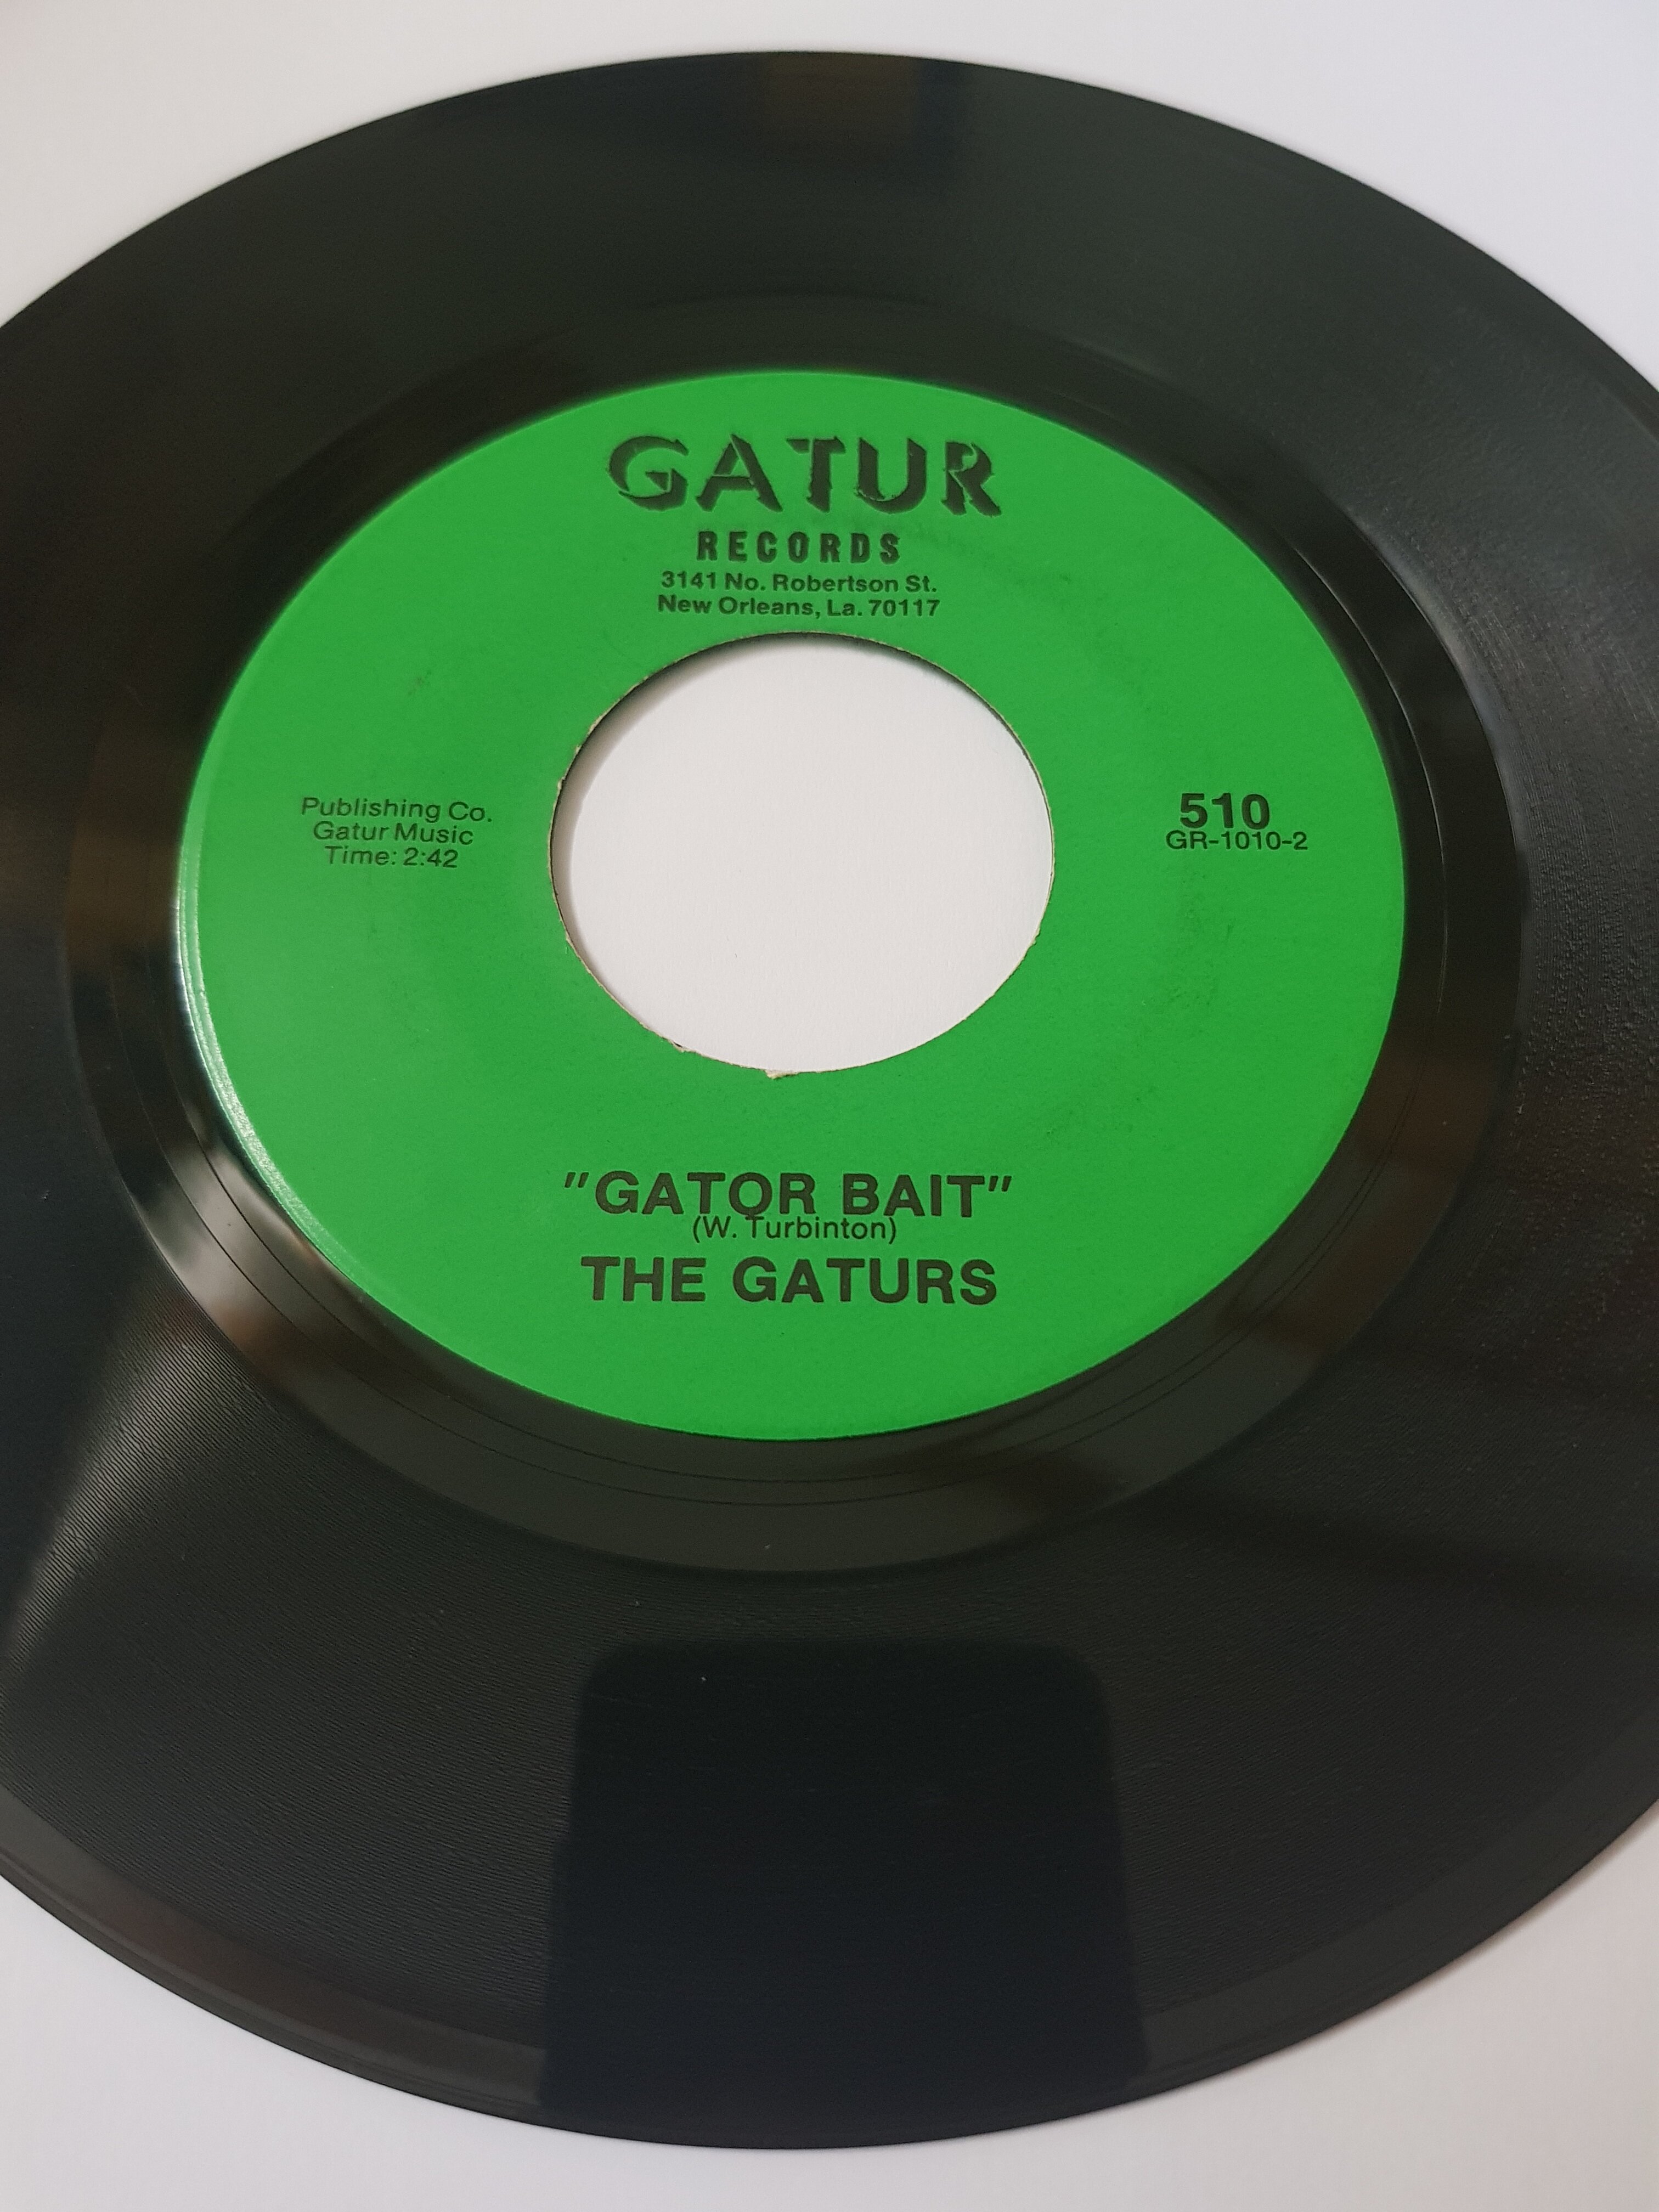 GATUR
RECORDS
3141 No. Robertson St.
New Orleans, La. 70117
Publishing Co.
Gatur Music
Time: 2:42
510
GR-1010-2
"GATOR BAIT"
(W. Turbinton)
THE GATURS